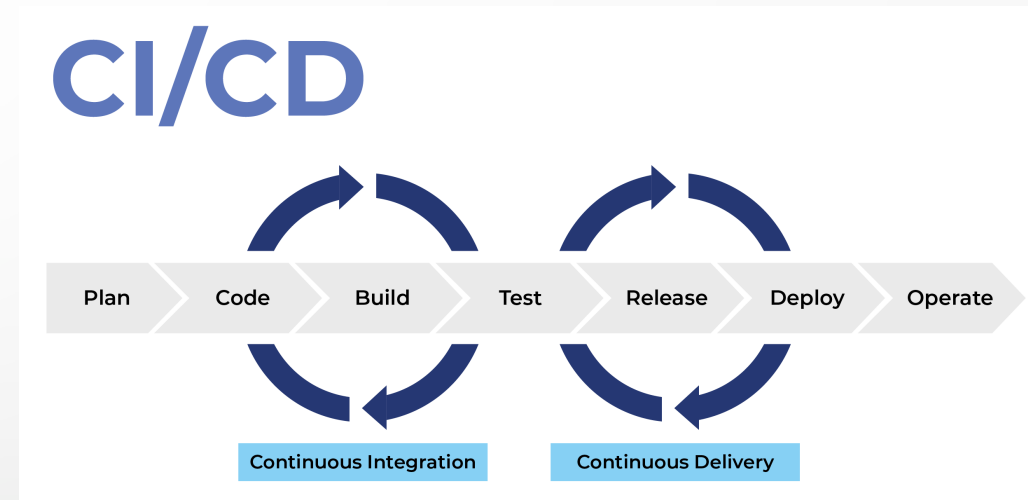 CI/CD
Plan Code Build Test Release Deploy Operate
Continuous Integration Continuous Delivery